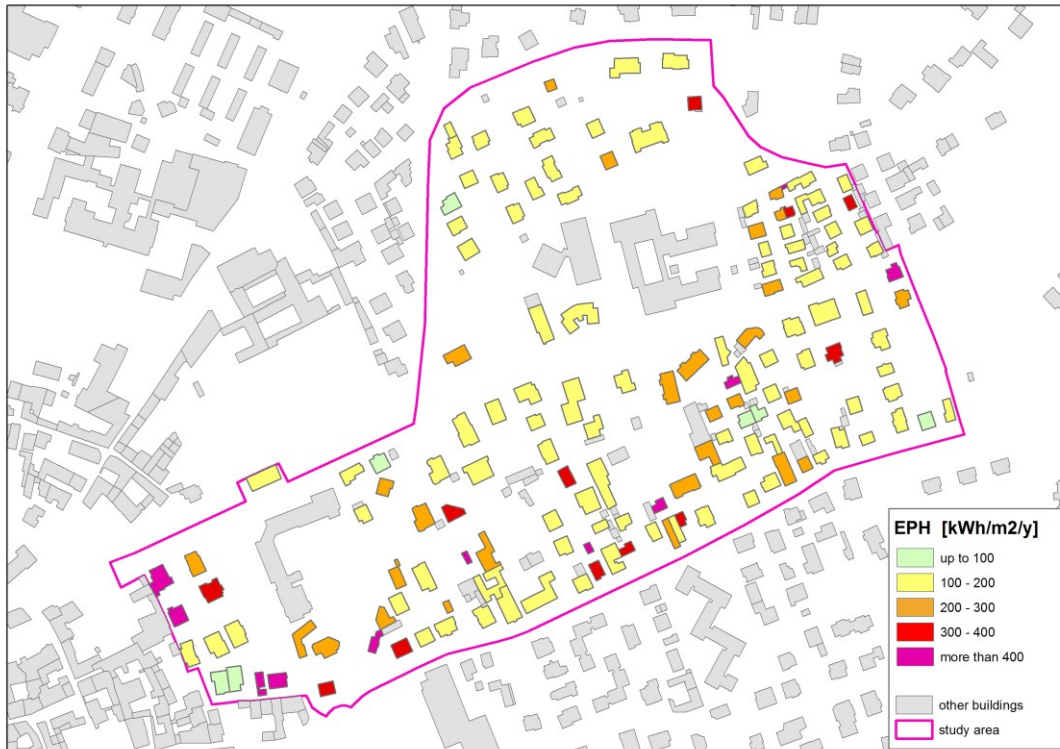 EPH [kWh/m2/y]
up to 100
100 - 200
200 - 300
300 - 400
more than 400
other buildings
study area